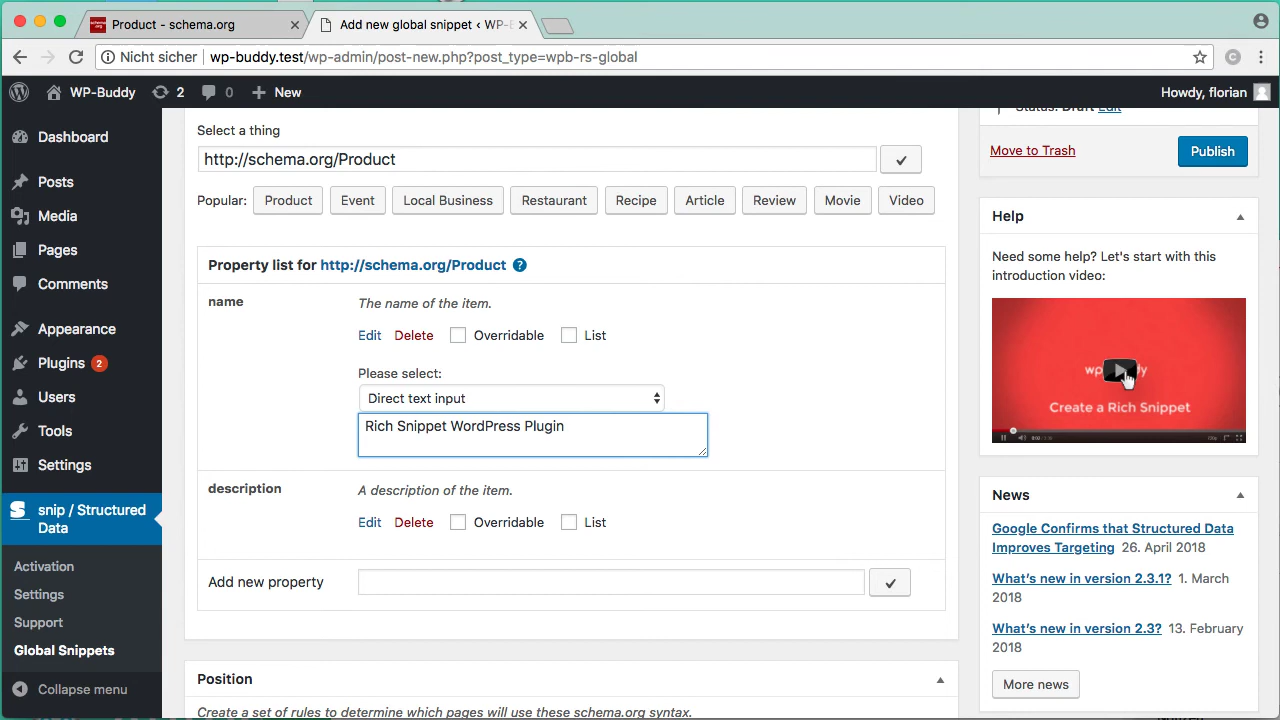 Product - schema.org
Add new global snippet ‹ WP-B
Nicht sicher
wp-buddy.test/wp-admin/post-new.php?post_type=wpb-rs-global
WP-Buddy
2
0
New
Howdy, florian
Dashboard
Posts
Media
Pages
Comments
Appearance
Plugins 2
Users
Tools
Settings
snip / Structured
Data
Activation
Settings
Support
Global Snippets
Collapse menu
Select a thing
http://schema.org/Product
Popular:
Product
Event
Local Business
Restaurant
Recipe
Article
Review
Movie
Video
Property list for http://schema.org/Product
name
The name of the item.
Edit Delete Overridable List
Please select:
Direct text input
Rich Snippet WordPress Plugin
description
A description of the item.
Edit Delete Overridable List
Add new property
Position
Create a set of rules to determine which pages will use these schema.org syntax.
Status: Draft Edit
Move to Trash
Publish
Help
Need some help? Let's start with this
introduction video:
Create a Rich Snippet
News
Google Confirms that Structured Data
Improves Targeting 26. April 2018
What's new in version 2.3.1? 1. March
2018
What's new in version 2.3? 13. February
2018
More news